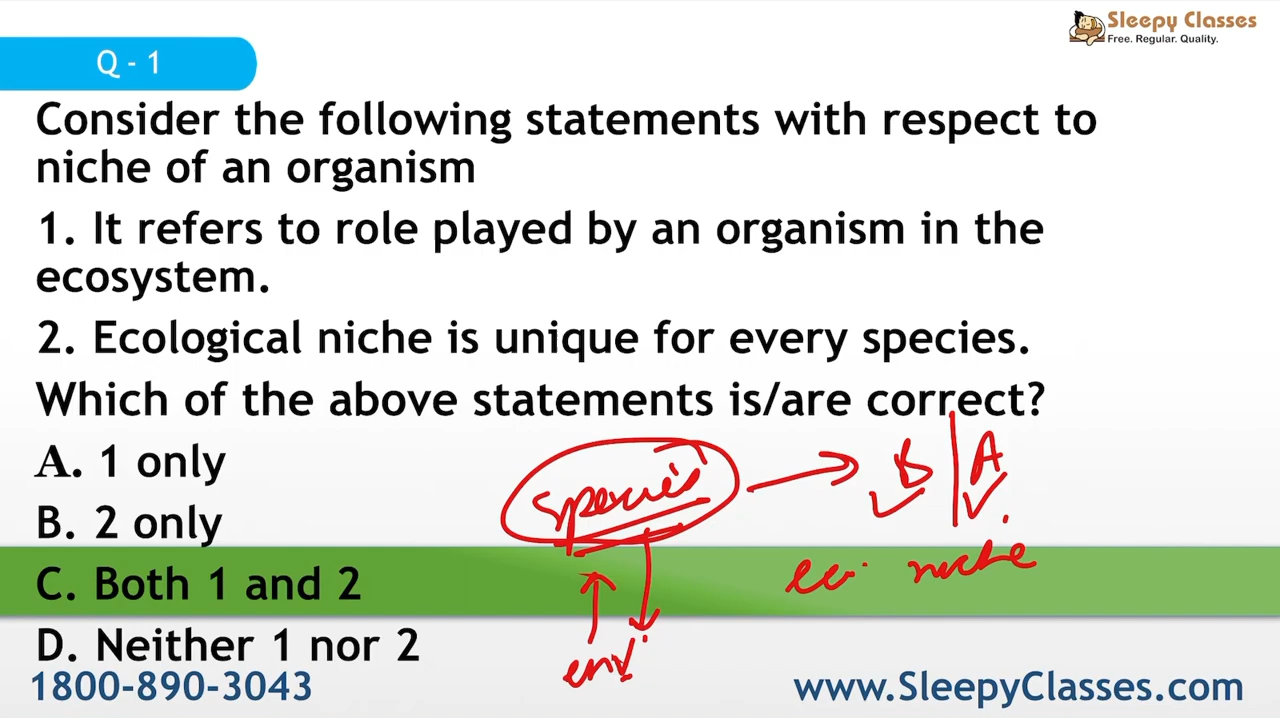 Sleepy Classes
Free. Regular. Quality.
Q - 1
Consider the following statements with respect to
niche of an organism
1. It refers to role played by an organism in the
ecosystem.
2. Ecological niche is unique for every species.
Which of the above statements is/are correct?
A. 1 only
B. 2 only
C. Both 1 and 2
D. Neither 1 nor 2
species
B | A
niche
env
1800-890-3043
www.SleepyClasses.com